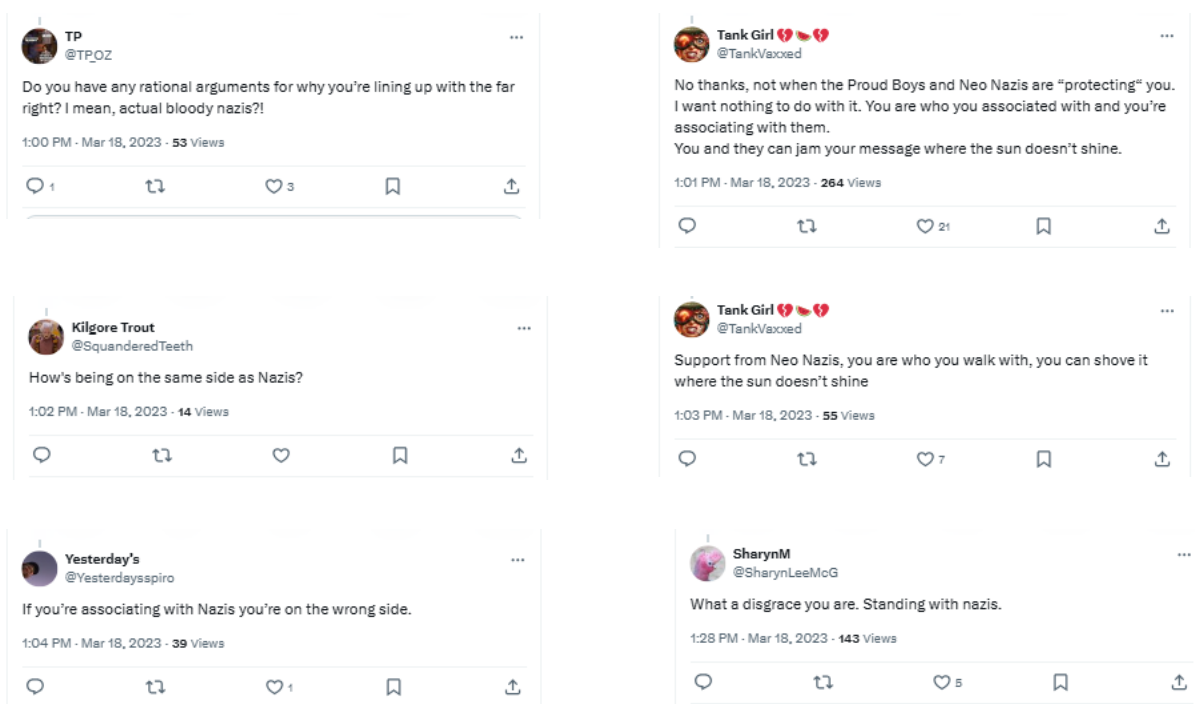 TP
@TP_OZ
Do you have any rational arguments for why you’re lining up with the far
right? I mean, actual bloody nazis?!
1:00 PM · Mar 18, 2023 · 53 Views
1
3
Tank Girl 💔🍉💔
@TankVaxxed
No thanks, not when the Proud Boys and Neo Nazis are “protecting“ you.
I want nothing to do with it. You are who you associated with and you’re
associating with them.
You and they can jam your message where the sun doesn’t shine.
1:01 PM · Mar 18, 2023 · 264 Views
21
Kilgore Trout
@SquanderedTeeth
How's being on the same side as Nazis?
1:02 PM · Mar 18, 2023 · 14 Views
Tank Girl 💔🍉💔
@TankVaxxed
Support from Neo Nazis, you are who you walk with, you can shove it
where the sun doesn’t shine
1:03 PM · Mar 18, 2023 · 55 Views
7
Yesterday's
@Yesterdaysspiro
If you’re associating with Nazis you’re on the wrong side.
1:04 PM · Mar 18, 2023 · 39 Views
1
SharynM
@SharynLeeMcG
What a disgrace you are. Standing with nazis.
1:28 PM · Mar 18, 2023 · 143 Views
5